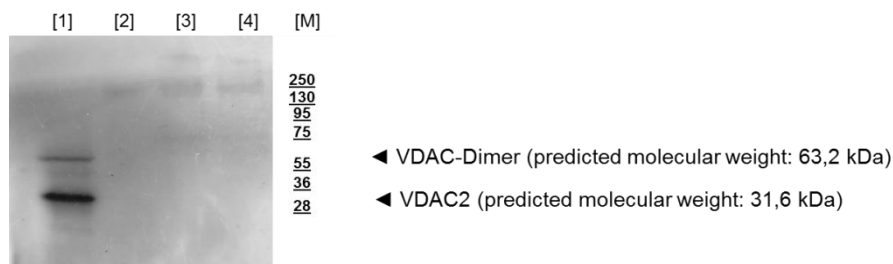 [1] [2] [3] [4] [M]
250
130
95
75
◄ VDAC-Dimer (predicted molecular weight: 63,2 kDa)
55
36
◄ VDAC2 (predicted molecular weight: 31,6 kDa)
28